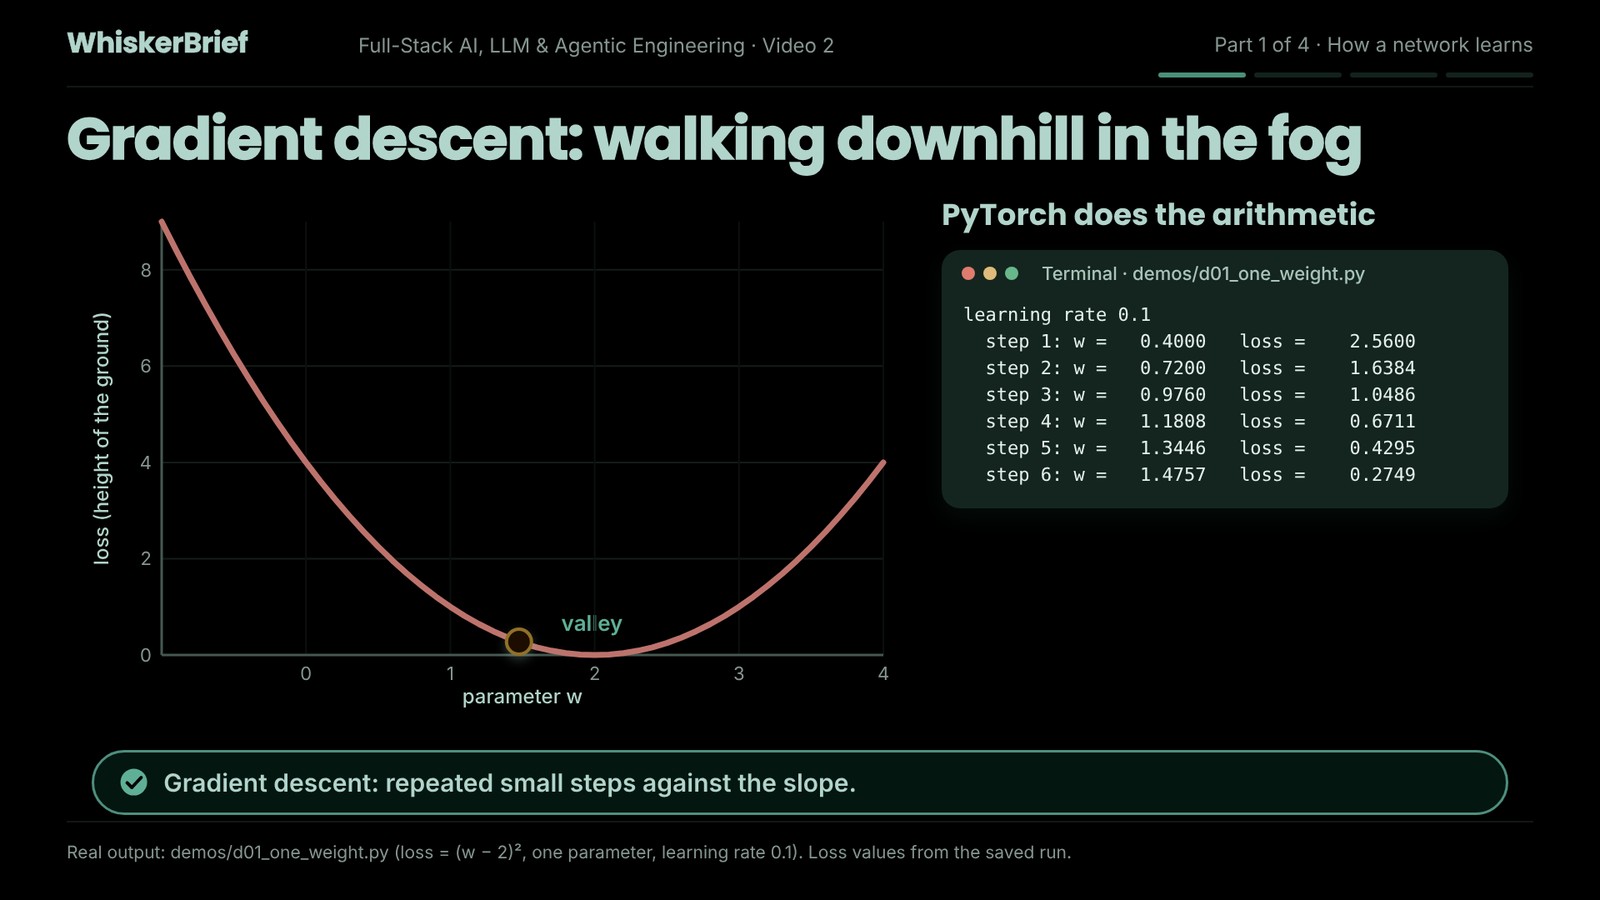 WhiskerBrief
Full-Stack AI, LLM & Agentic Engineering · Video 2
Part 1 of 4 · How a network learns
Gradient descent: walking downhill in the fog
loss (height of the ground)
8
6
4
2
0
valley
0 1 2 3 4
parameter w
PyTorch does the arithmetic
Terminal · demos/d01_one_weight.py
learning rate 0.1
step 1: w = 0.4000 loss = 2.5600
step 2: w = 0.7200 loss = 1.6384
step 3: w = 0.9760 loss = 1.0486
step 4: w = 1.1808 loss = 0.6711
step 5: w = 1.3446 loss = 0.4295
step 6: w = 1.4757 loss = 0.2749
Gradient descent: repeated small steps against the slope.
Real output: demos/d01_one_weight.py (loss = (w − 2)², one parameter, learning rate 0.1). Loss values from the saved run.